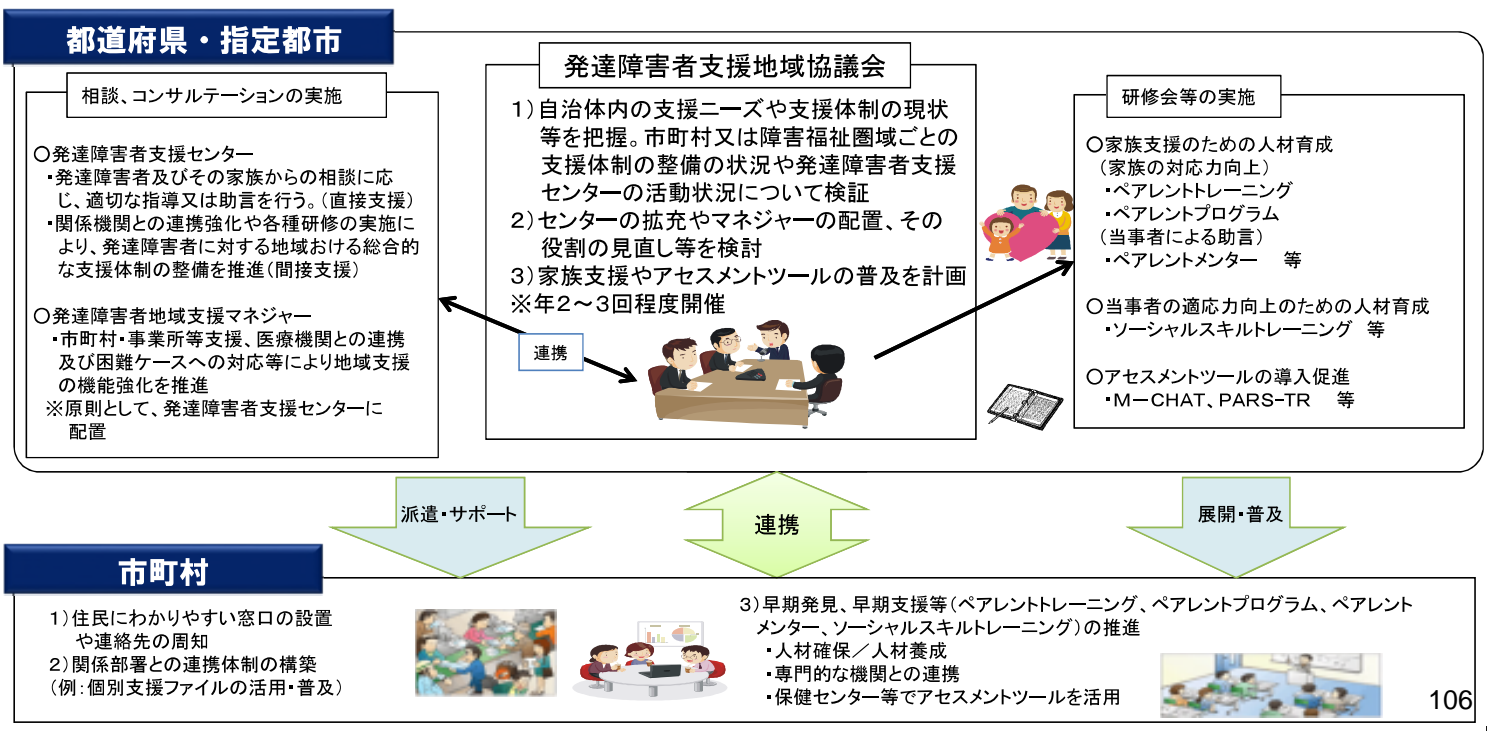 都道府県・指定都市
相談、コンサルテーションの実施
○発達障害者支援センター
・発達障害者及びその家族からの相談に応
じ、適切な指導又は助言を行う。(直接支援)
・関係機関との連携強化や各種研修の実施に
より、発達障害者に対する地域おける総合的
な支援体制の整備を推進(間接支援)
○発達障害者地域支援マネジャー
・市町村・事業所等支援、医療機関との連携
及び困難ケースへの対応等により地域支援
の機能強化を推進
※原則として、発達障害者支援センターに
配置
発達障害者支援地域協議会
1)自治体内の支援ニーズや支援体制の現状
等を把握。市町村又は障害福祉圏域ごとの
支援体制の整備の状況や発達障害者支援
センターの活動状況について検証
2)センターの拡充やマネジャーの配置、その
役割の見直し等を検討
3)家族支援やアセスメントツールの普及を計画
※年2～3回程度開催
連携
研修会等の実施
○家族支援のための人材育成
(家族の対応力向上)
・ペアレントトレーニング
・ペアレントプログラム
(当事者による助言)
・ペアレントメンター 等
○当事者の適応力向上のための人材育成
・ソーシャルスキルトレーニング 等
○アセスメントツールの導入促進
・M－CHAT、PARS-TR 等
派遣・サポート
連携
展開・普及
市町村
1)住民にわかりやすい窓口の設置
や連絡先の周知
2)関係部署との連携体制の構築
(例:個別支援ファイルの活用・普及)
3)早期発見、早期支援等(ペアレントトレーニング、ペアレントプログラム、ペアレント
メンター、ソーシャルスキルトレーニング)の推進
・人材確保／人材養成
・専門的な機関との連携
・保健センター等でアセスメントツールを活用
106